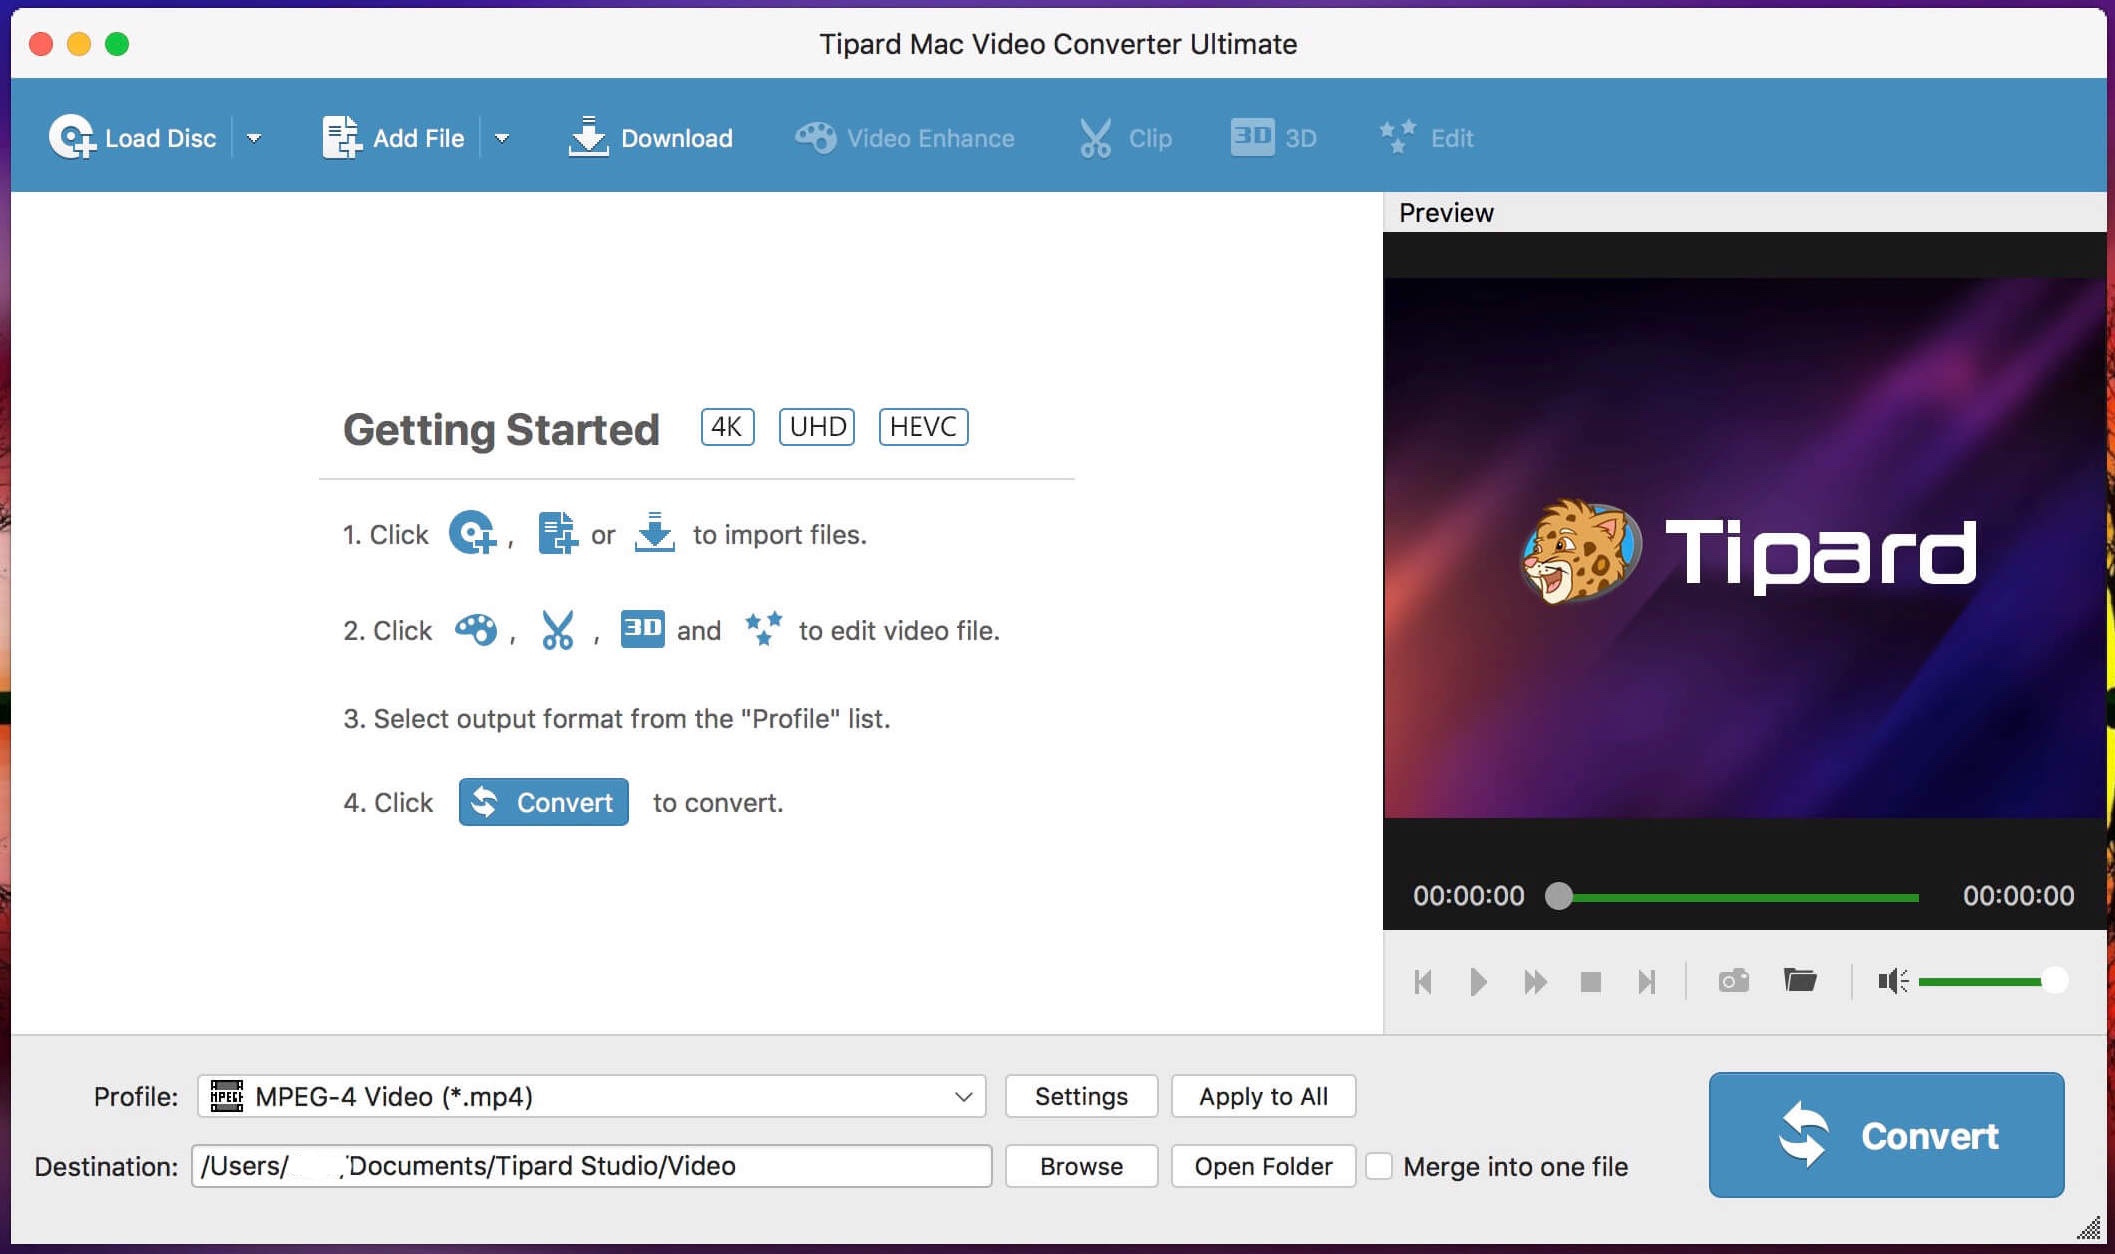 Tipard Mac Video Converter Ultimate
Load Disc Add File Download Video Enhance Clip 3D 3D Edit
Preview
Getting Started 4K UHD HEVC
1. Click , or to import files.
2. Click , , 3D and to edit video file.
3. Select output format from the "Profile" list.
4. Click Convert to convert.
Tipard
00:00:00 00:00:00
Profile: MPEG MPEG-4 Video (*.mp4) Settings Apply to All
Convert
Destination: /Users/ /Documents/Tipard Studio/Video Browse Open Folder Merge into one file